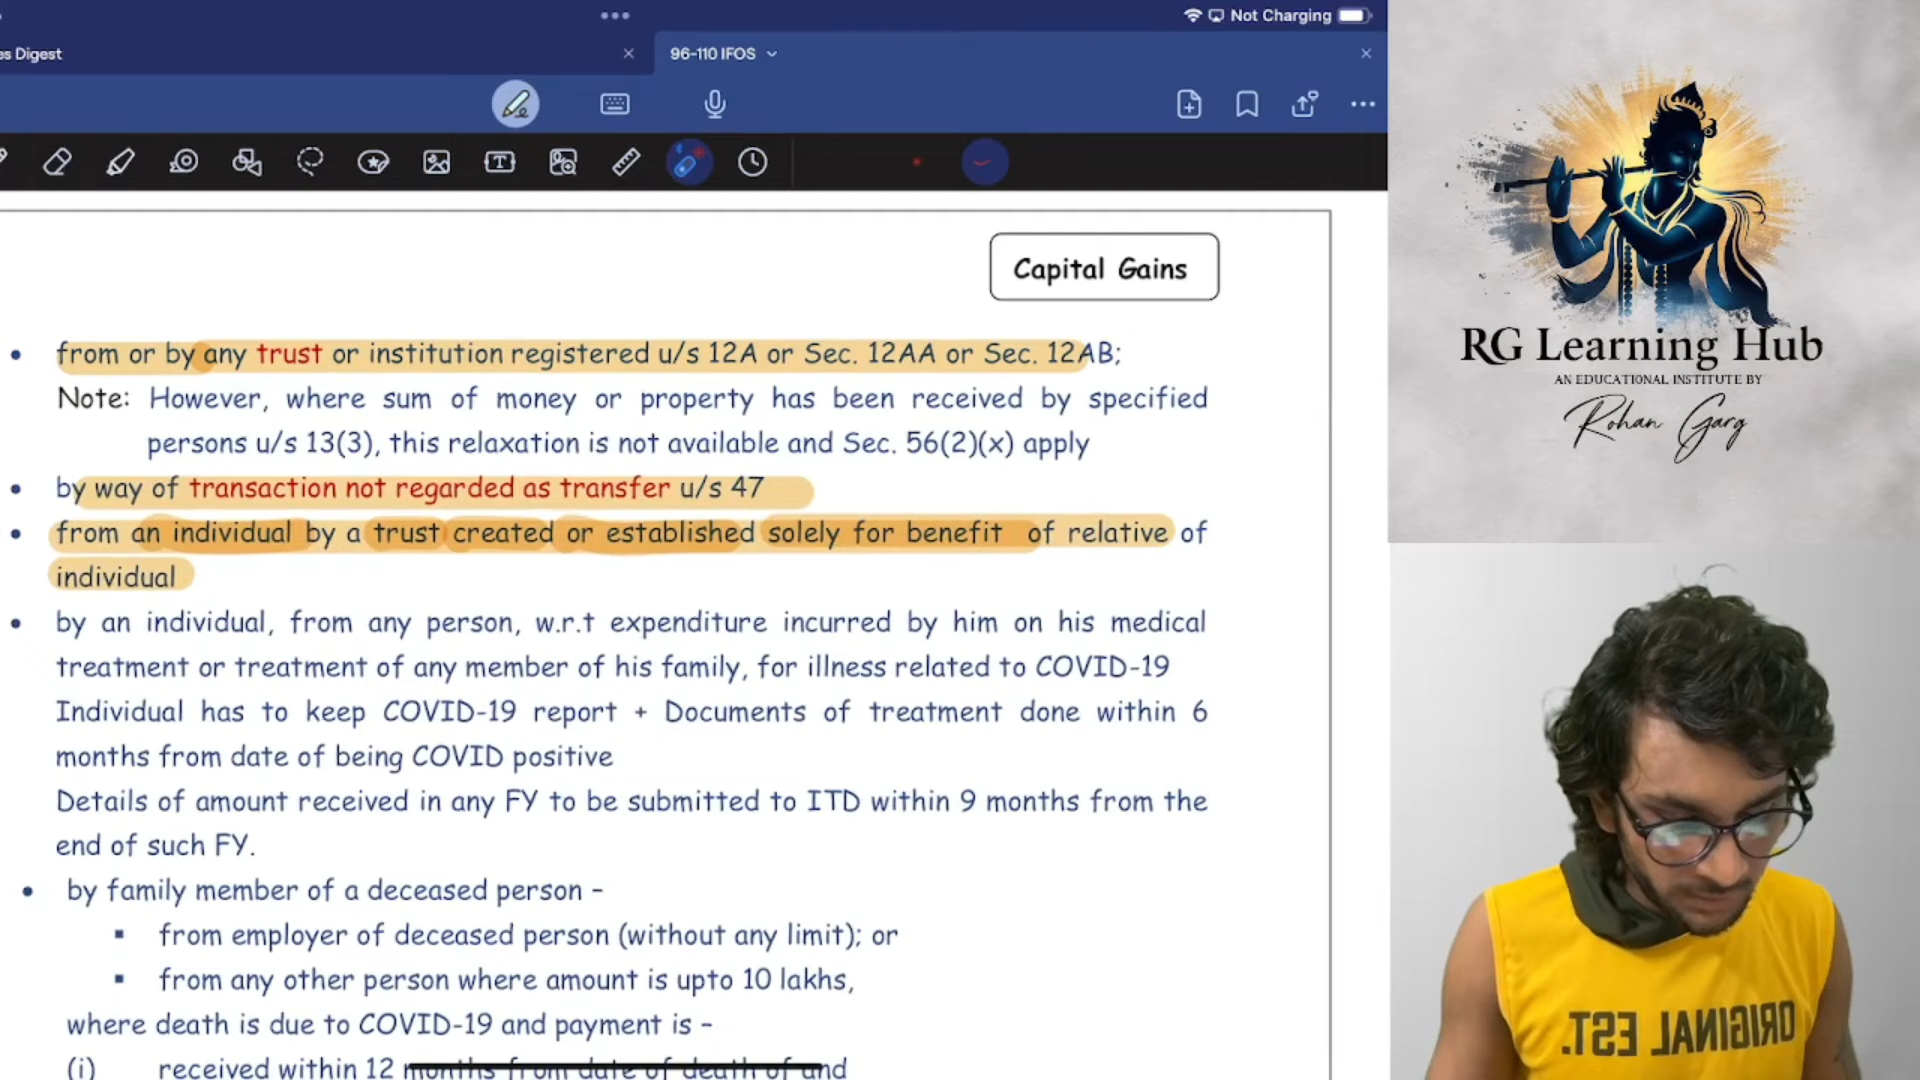 Not Charging
es Digest
96-110 IFOS
Capital Gains
• from or by any trust or institution registered u/s 12A or Sec. 12AA or Sec. 12AB;
Note: However, where sum of money or property has been received by specified
persons u/s 13(3), this relaxation is not available and Sec. 56(2)(x) apply
• by way of transaction not regarded as transfer u/s 47
• from an individual by a trust created or established solely for benefit of relative of
individual
• by an individual, from any person, w.r.t expenditure incurred by him on his medical
treatment or treatment of any member of his family, for illness related to COVID-19
Individual has to keep COVID-19 report + Documents of treatment done within 6
months from date of being COVID positive
Details of amount received in any FY to be submitted to ITD within 9 months from the
end of such FY.
• by family member of a deceased person –
▪ from employer of deceased person (without any limit); or
▪ from any other person where amount is upto 10 lakhs,
where death is due to COVID-19 and payment is –
(i) received within 12 months from date of death of and
RG Learning Hub
AN EDUCATIONAL INSTITUTE BY
Rohan Garg
ORIGINAL EST.